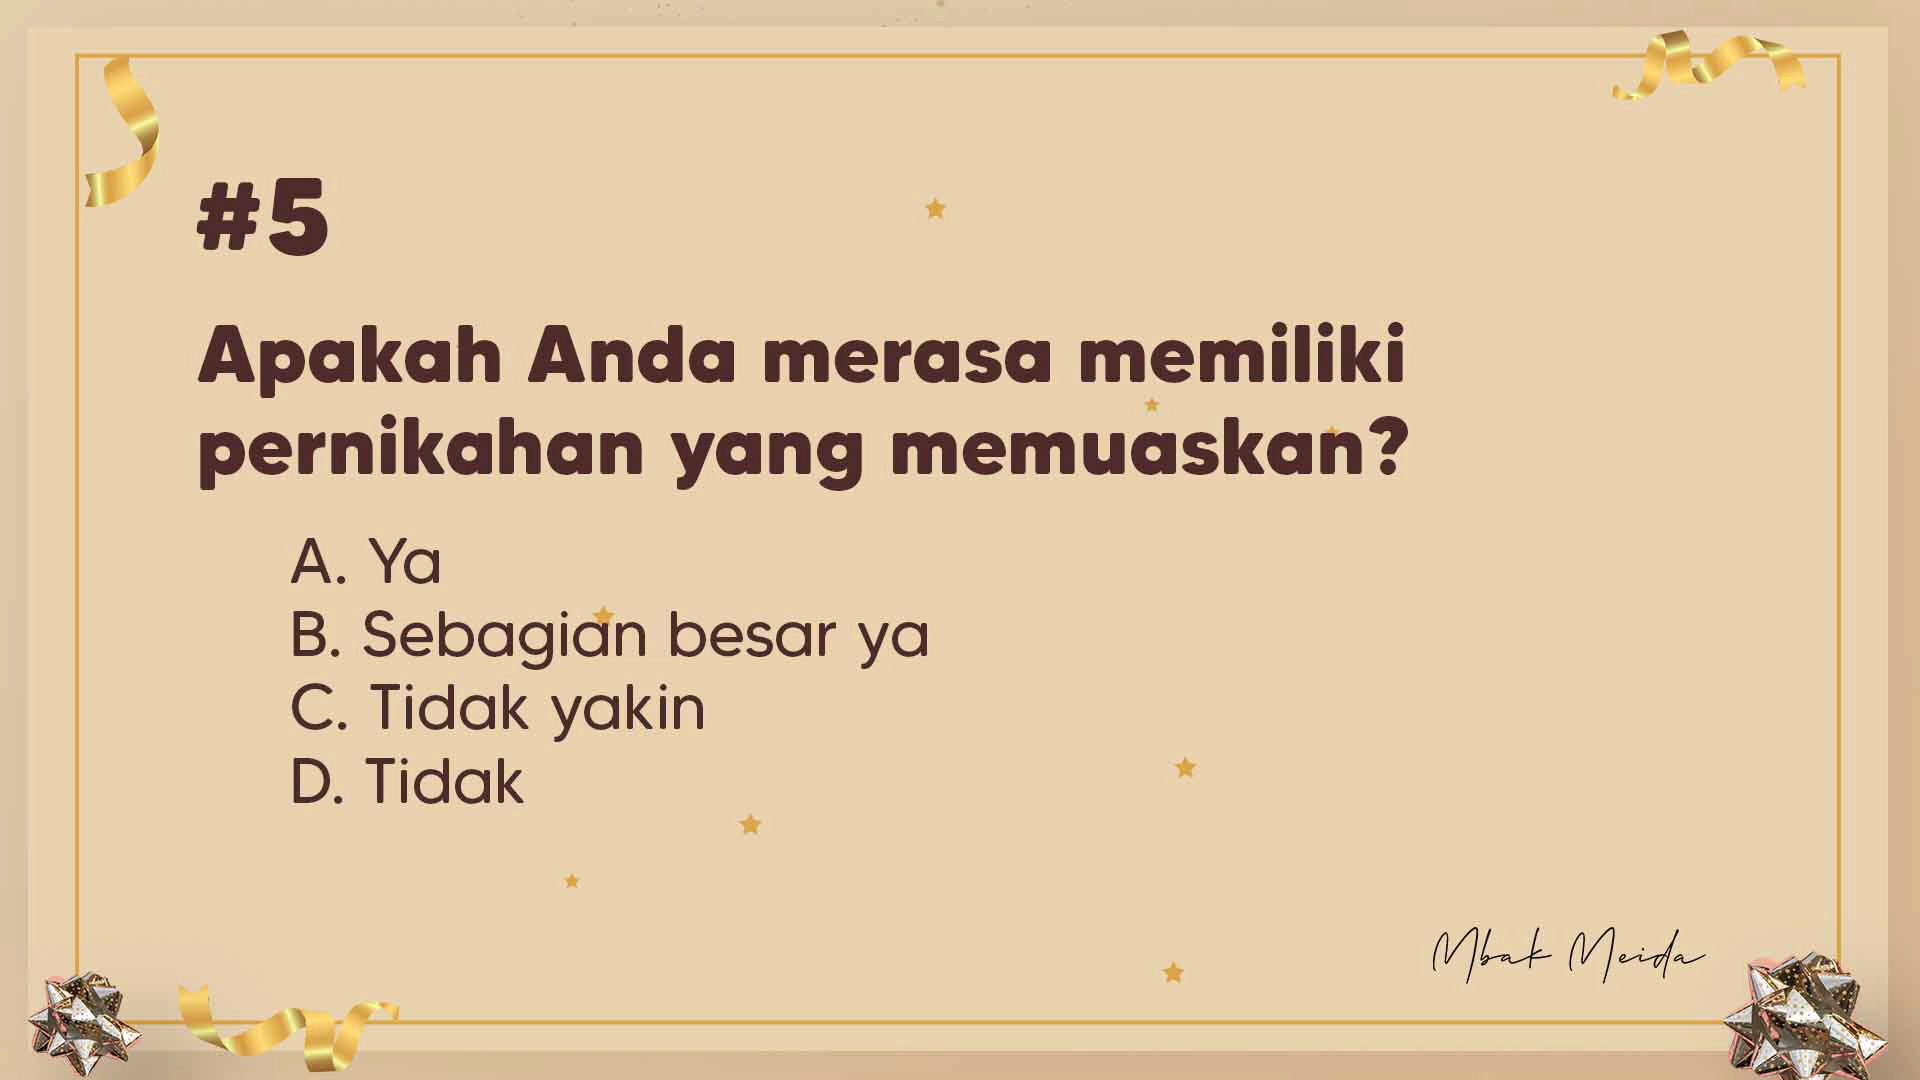 #5
Apakah Anda merasa memiliki
pernikahan yang memuaskan?
A. Ya
B. Sebagian besar ya
C. Tidak yakin
D. Tidak
Mbak Meida